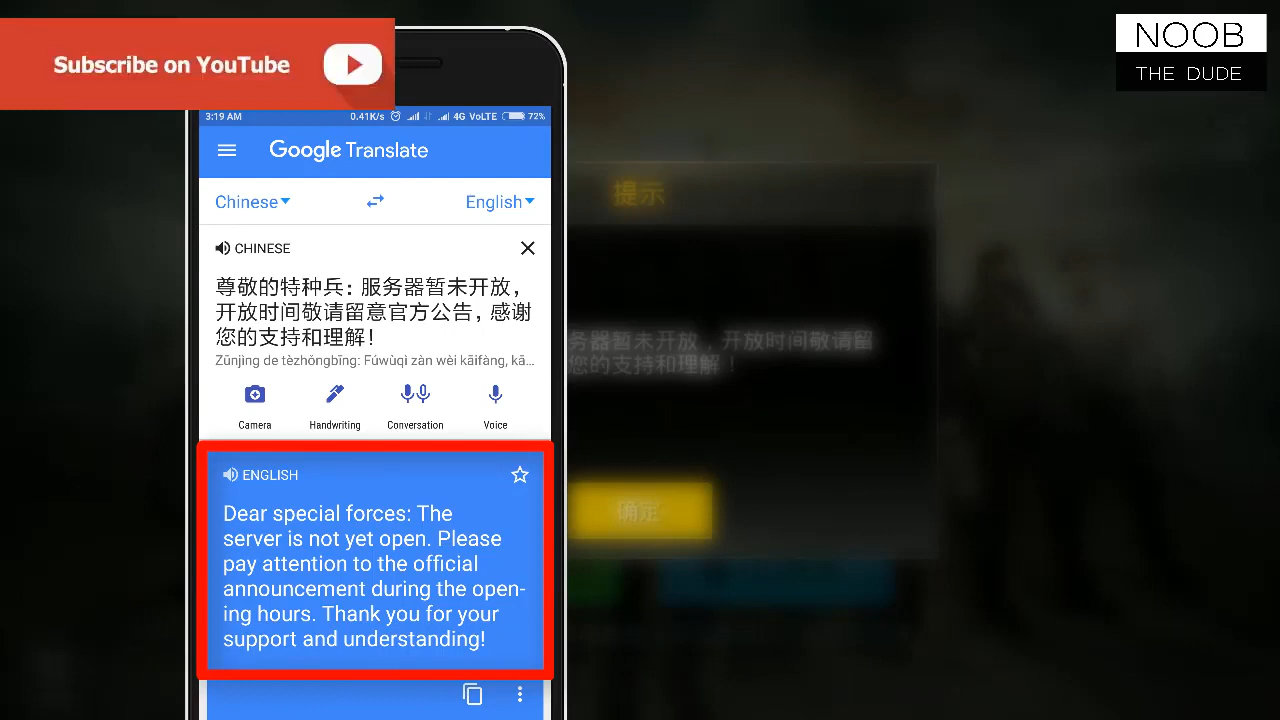 Subscribe on YouTube
NOOB
THE DUDE
3:19 AM 0.41K/s 4G VoLTE 72%
Google Translate
Chinese English
CHINESE
尊敬的特种兵：服务器暂未开放，
开放时间敬请留意官方公告，感谢
您的支持和理解！
Zūnjìng de tèzhǒngbīng: Fúwùqì zàn wèi kāifàng, kā...
Camera Handwriting Conversation Voice
ENGLISH
Dear special forces: The
server is not yet open. Please
pay attention to the official
announcement during the open-
ing hours. Thank you for your
support and understanding!
提示
务器暂未开放，开放时间敬请留
您的支持和理解！
确定